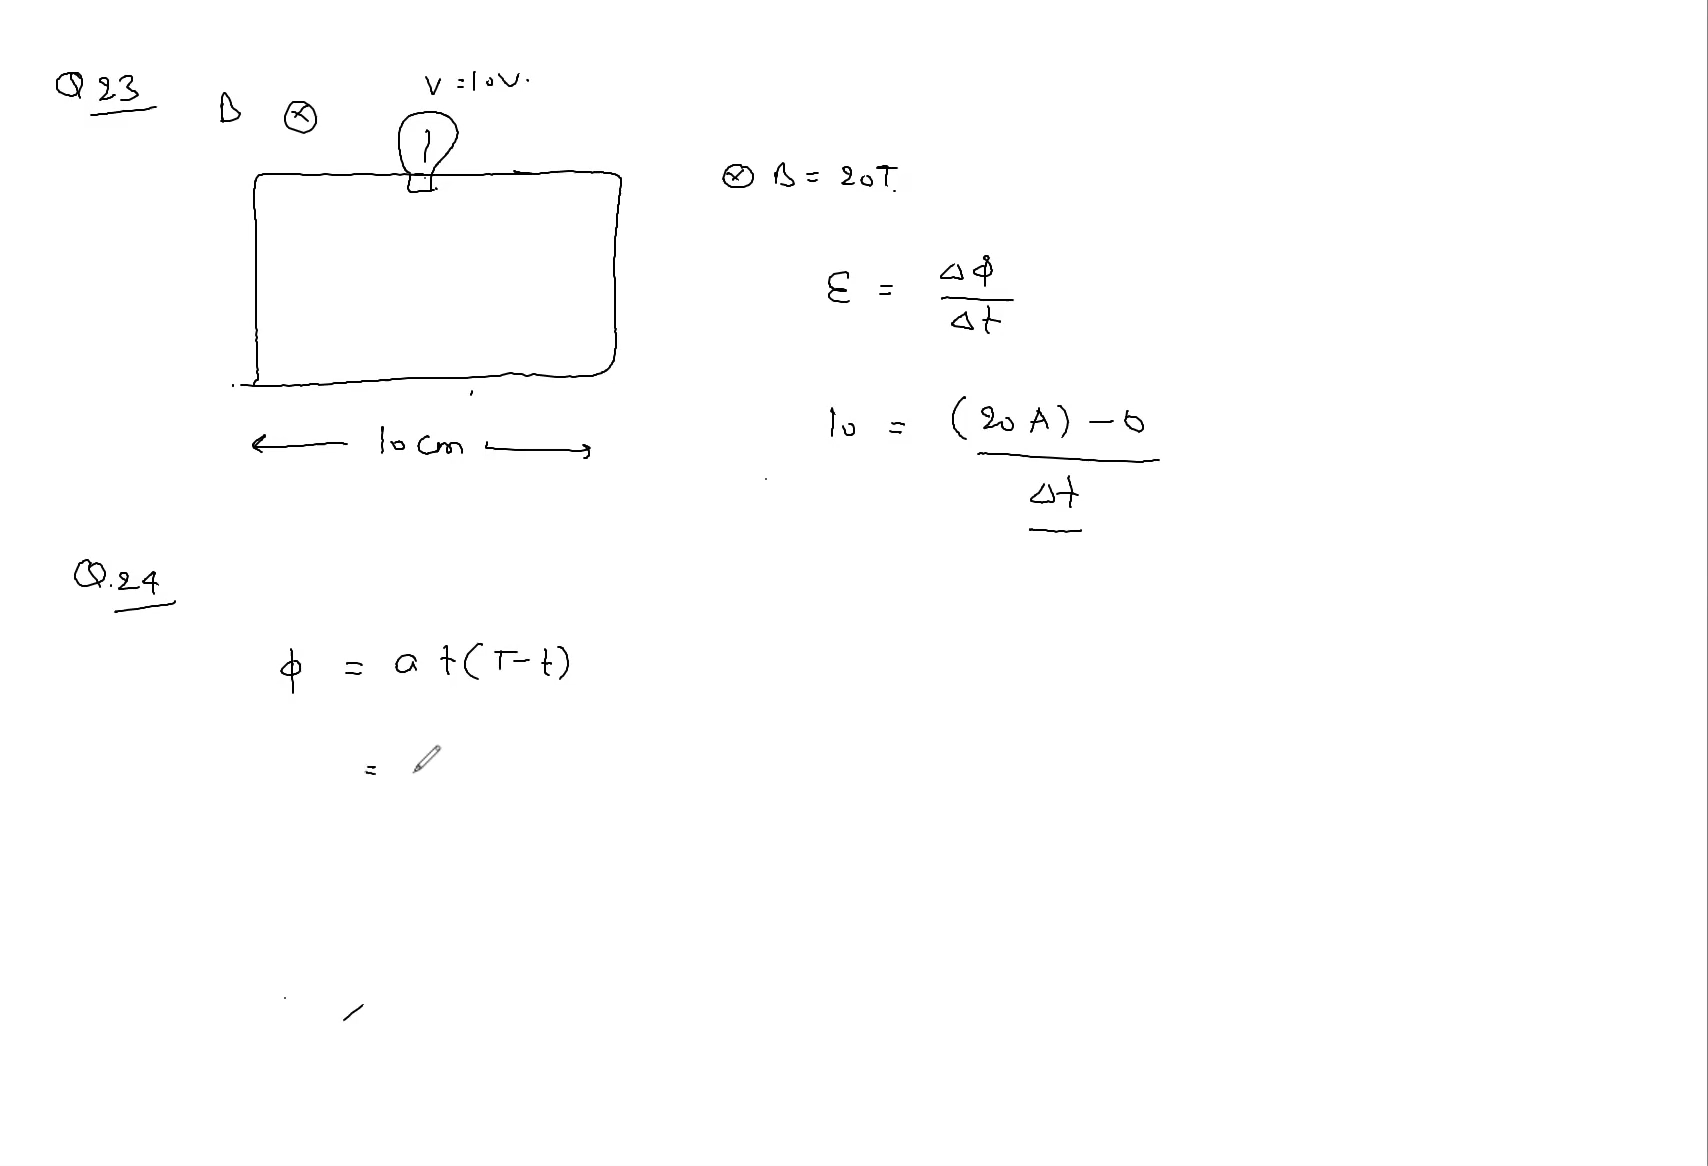 Q 23
B ⊗
V = 10V.
10 cm
⊗ B = 20T.
ε = Δϕ / Δt
10 = (20 A) - 0 / Δt
Q.24
ϕ = a t(T-t)
=